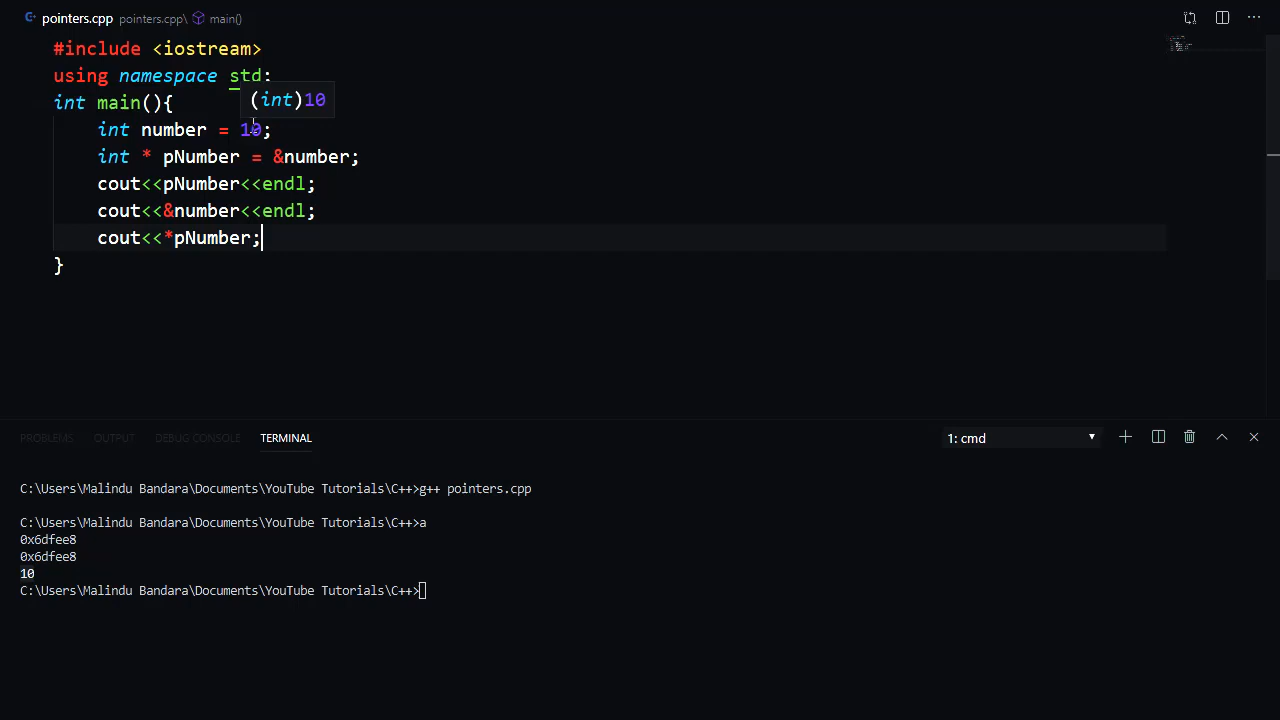 pointers.cpp pointers.cpp\ main()
#include <iostream>
using namespace std;
(int)10
int main(){
int number = 10;
int * pNumber = &number;
cout<<pNumber<<endl;
cout<<&number<<endl;
cout<<*pNumber;
}
PROBLEMS OUTPUT DEBUG CONSOLE TERMINAL 1: cmd
C:\Users\Malindu Bandara\Documents\YouTube Tutorials\C++>g++ pointers.cpp
C:\Users\Malindu Bandara\Documents\YouTube Tutorials\C++>a
0x6dfee8
0x6dfee8
10
C:\Users\Malindu Bandara\Documents\YouTube Tutorials\C++>